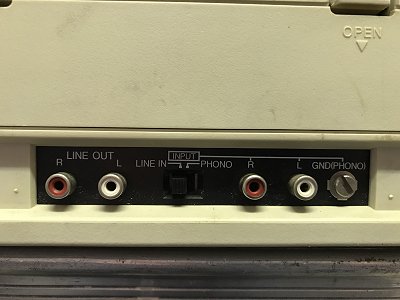 OPEN
LINE OUT INPUT
R L LINE IN PHONO R L GND(PHONO)